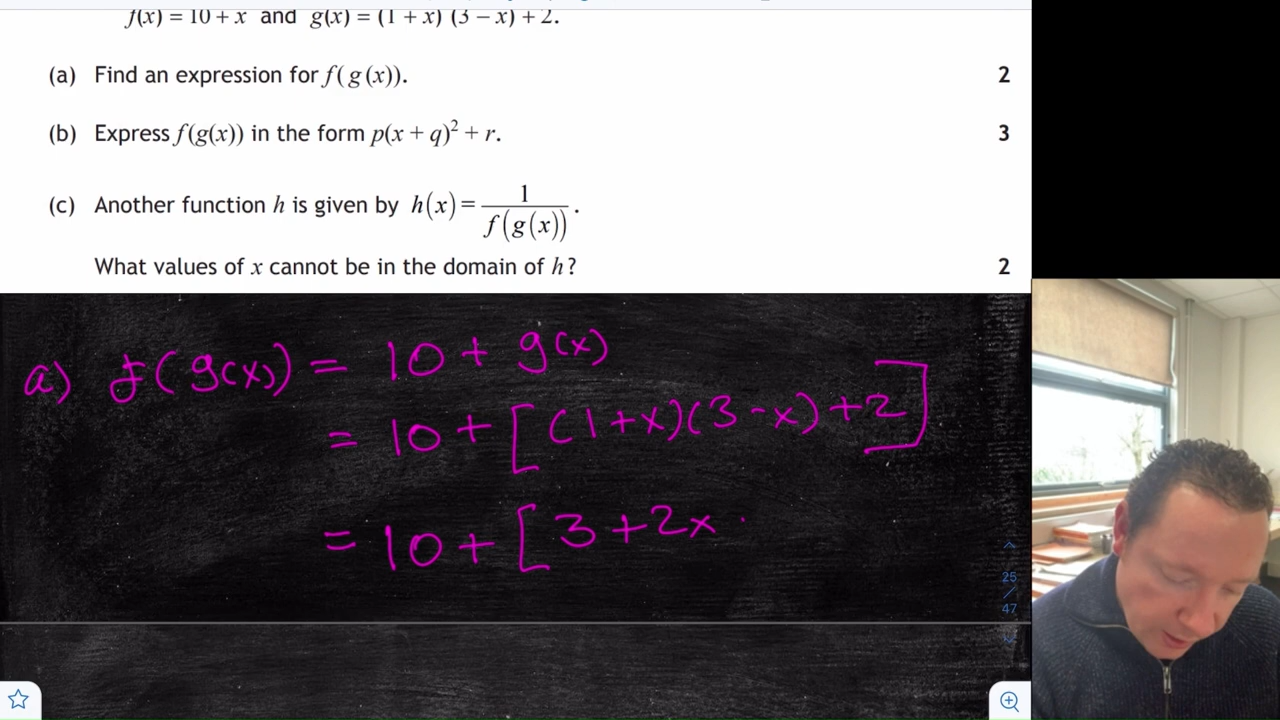 f(x) = 10 + x and g(x) = (1 + x) (3 − x) + 2.
(a) Find an expression for f(g(x)). 2
(b) Express f(g(x)) in the form p(x + q)² + r. 3
(c) Another function h is given by h(x) = 1 / f(g(x)).
What values of x cannot be in the domain of h? 2
a) f(g(x)) = 10 + g(x)
= 10 + [(1+x)(3-x)+2]
= 10 + [3+2x
25
/
47